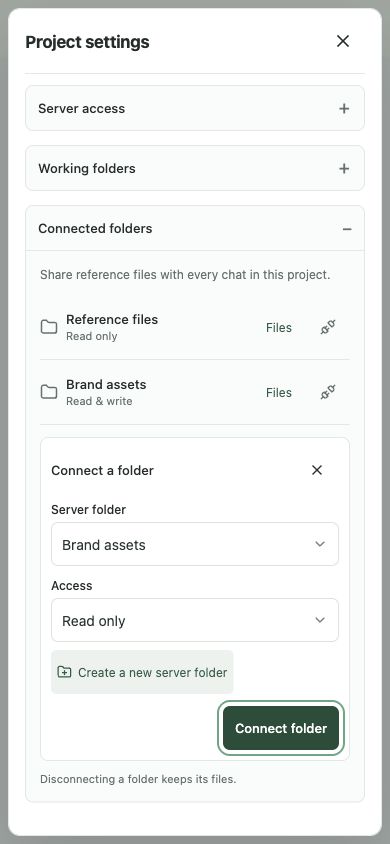 Project settings
Server access
Working folders
Connected folders
Share reference files with every chat in this project.
Reference files
Read only
Files
Brand assets
Read & write
Files
Connect a folder
Server folder
Brand assets
Access
Read only
Create a new server folder
Connect folder
Disconnecting a folder keeps its files.